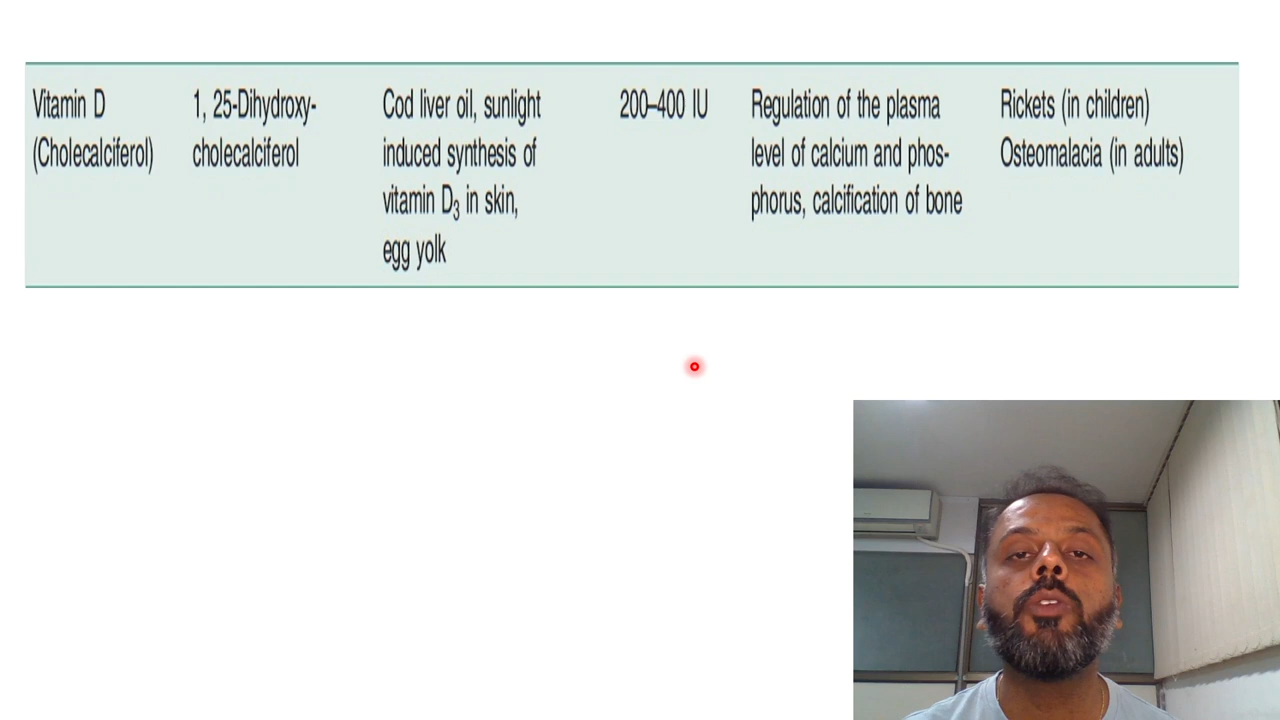 Vitamin D
(Cholecalciferol)
1, 25-Dihydroxy-
cholecalciferol
Cod liver oil, sunlight
induced synthesis of
vitamin D₃ in skin,
egg yolk
200–400 IU
Regulation of the plasma
level of calcium and phos-
phorus, calcification of bone
Rickets (in children)
Osteomalacia (in adults)